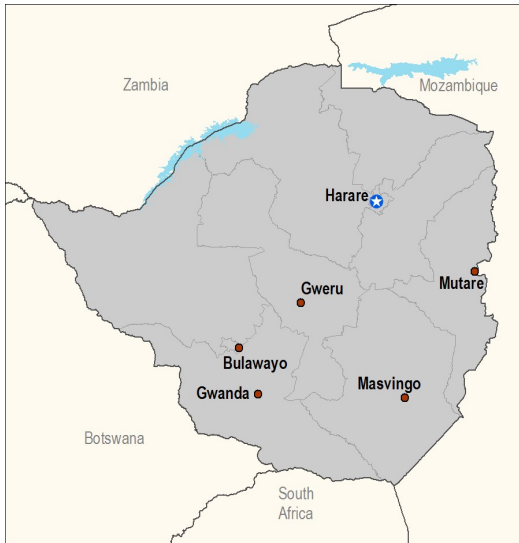 Zambia
Mozambique
Harare
Mutare
Gweru
Bulawayo
Masvingo
Gwanda
Botswana
South
Africa